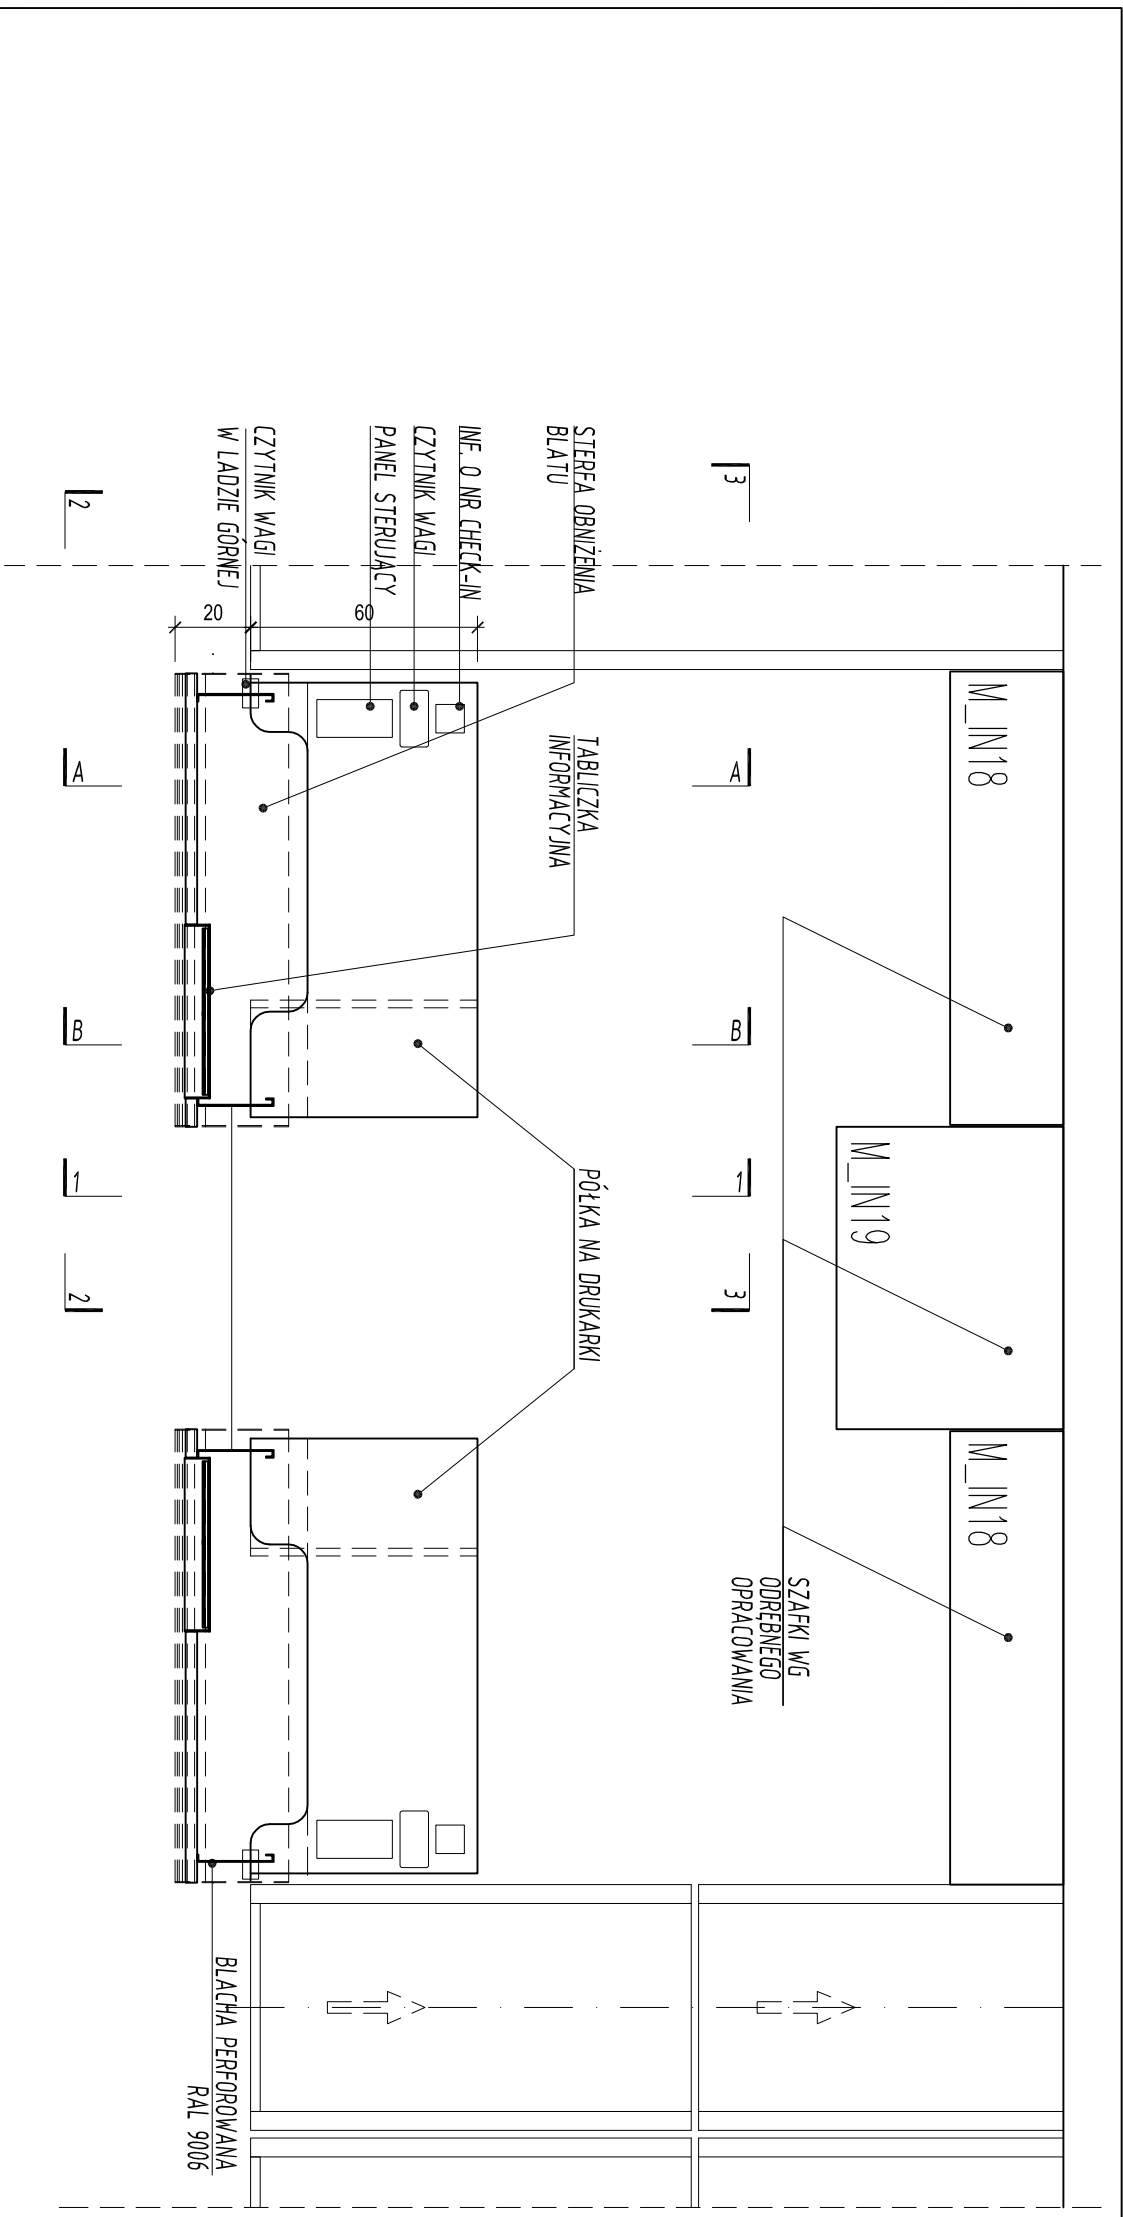 STERFA OBNIŻENIA
BLATU
INF. O NR CHECK-IN
CZYTNIK WAGI
PANEL STERUJĄCY
CZYTNIK WAGI
W LADZIE GÓRNEJ
3
2
20
60
TABLICZKA
INFORMACYJNA
M_IN18
A
A
B
B
1
1
M_IN19
PÓŁKA NA DRUKARKI
3
2
M_IN18
SZAFKI WG
ODRĘBNEGO
OPRACOWANIA
BLACHA PERFOROWANA
RAL 9006